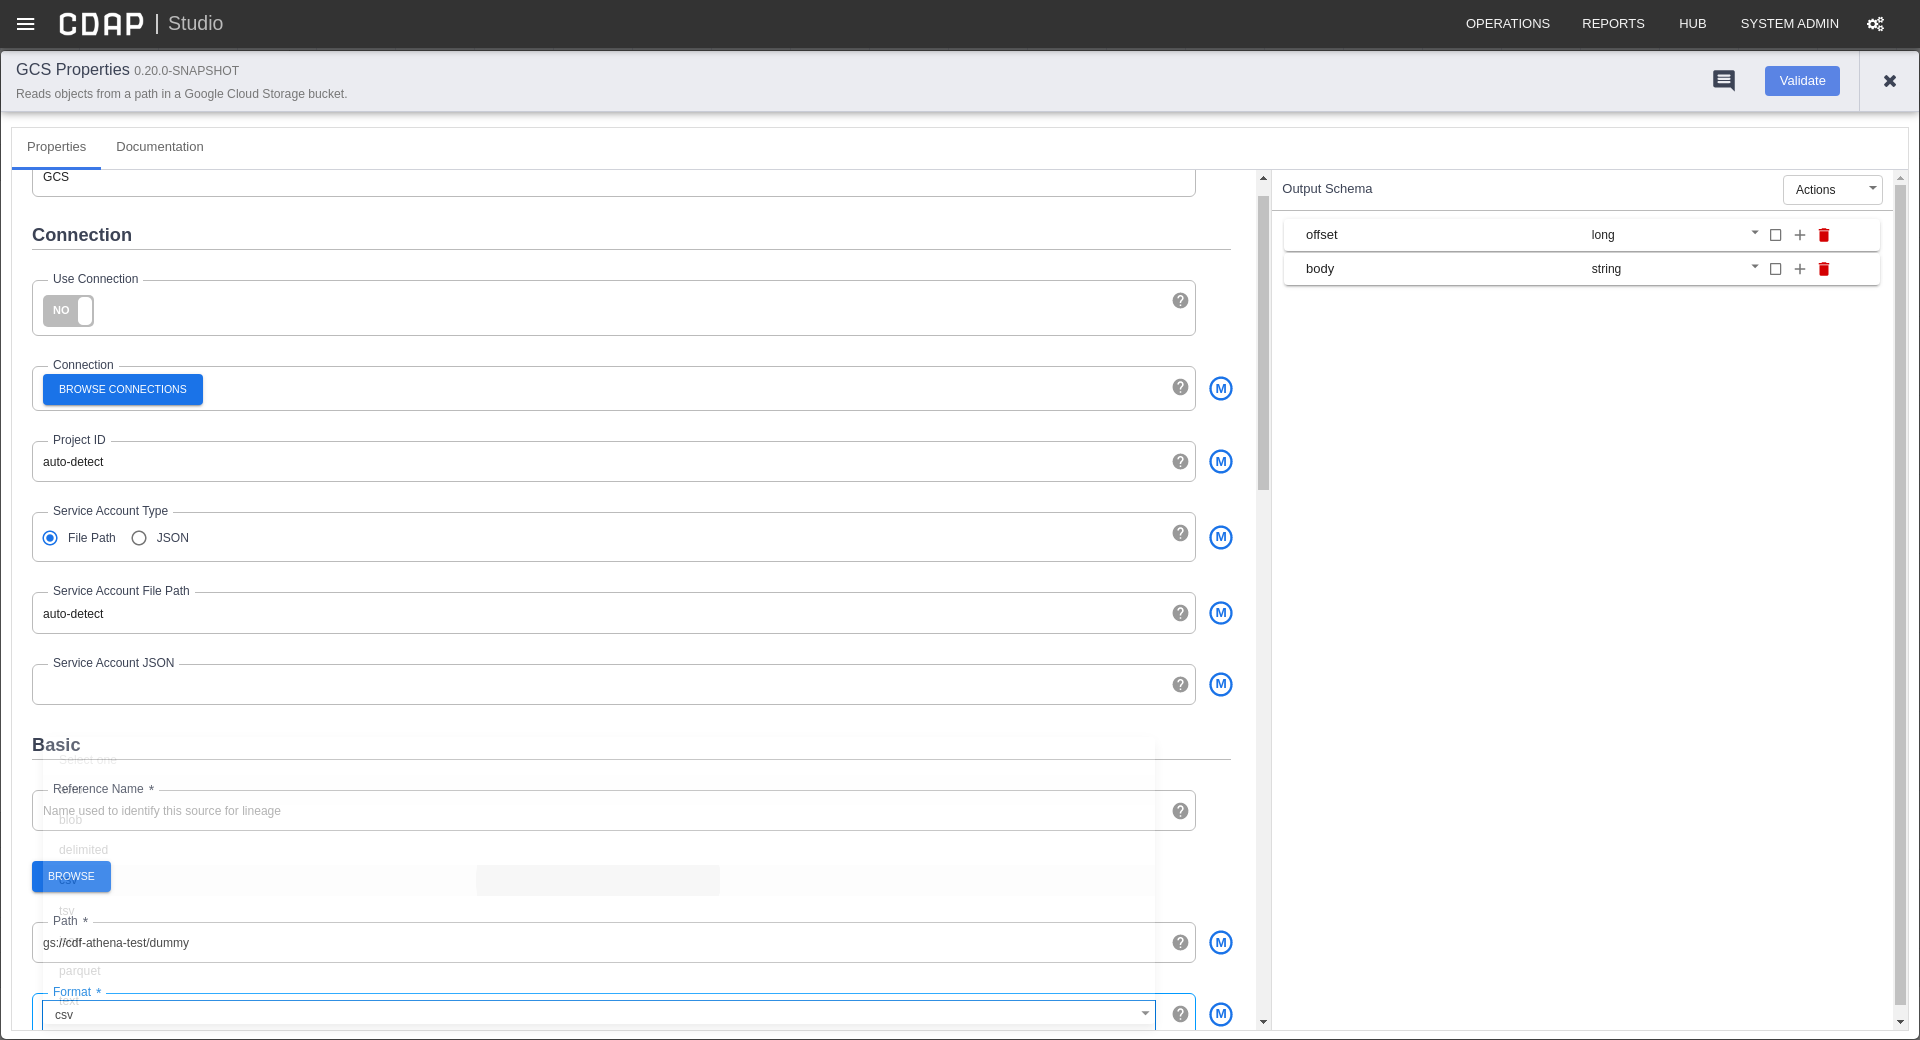 CDAP | Studio
OPERATIONS REPORTS HUB SYSTEM ADMIN
GCS Properties 0.20.0-SNAPSHOT
Reads objects from a path in a Google Cloud Storage bucket.
Validate
Properties Documentation
GCS
Connection
Use Connection
NO
Connection
BROWSE CONNECTIONS
M
Project ID
auto-detect
M
Service Account Type
File Path JSON
M
Service Account File Path
auto-detect
M
Service Account JSON
M
Basic
Select one
Reference Name *
Name used to identify this source for lineage
blob
delimited
BROWSE
csv
tsv
Path *
gs://cdf-athena-test/dummy
M
parquet
Format *
text
csv
M
Output Schema
Actions
offset long
body string